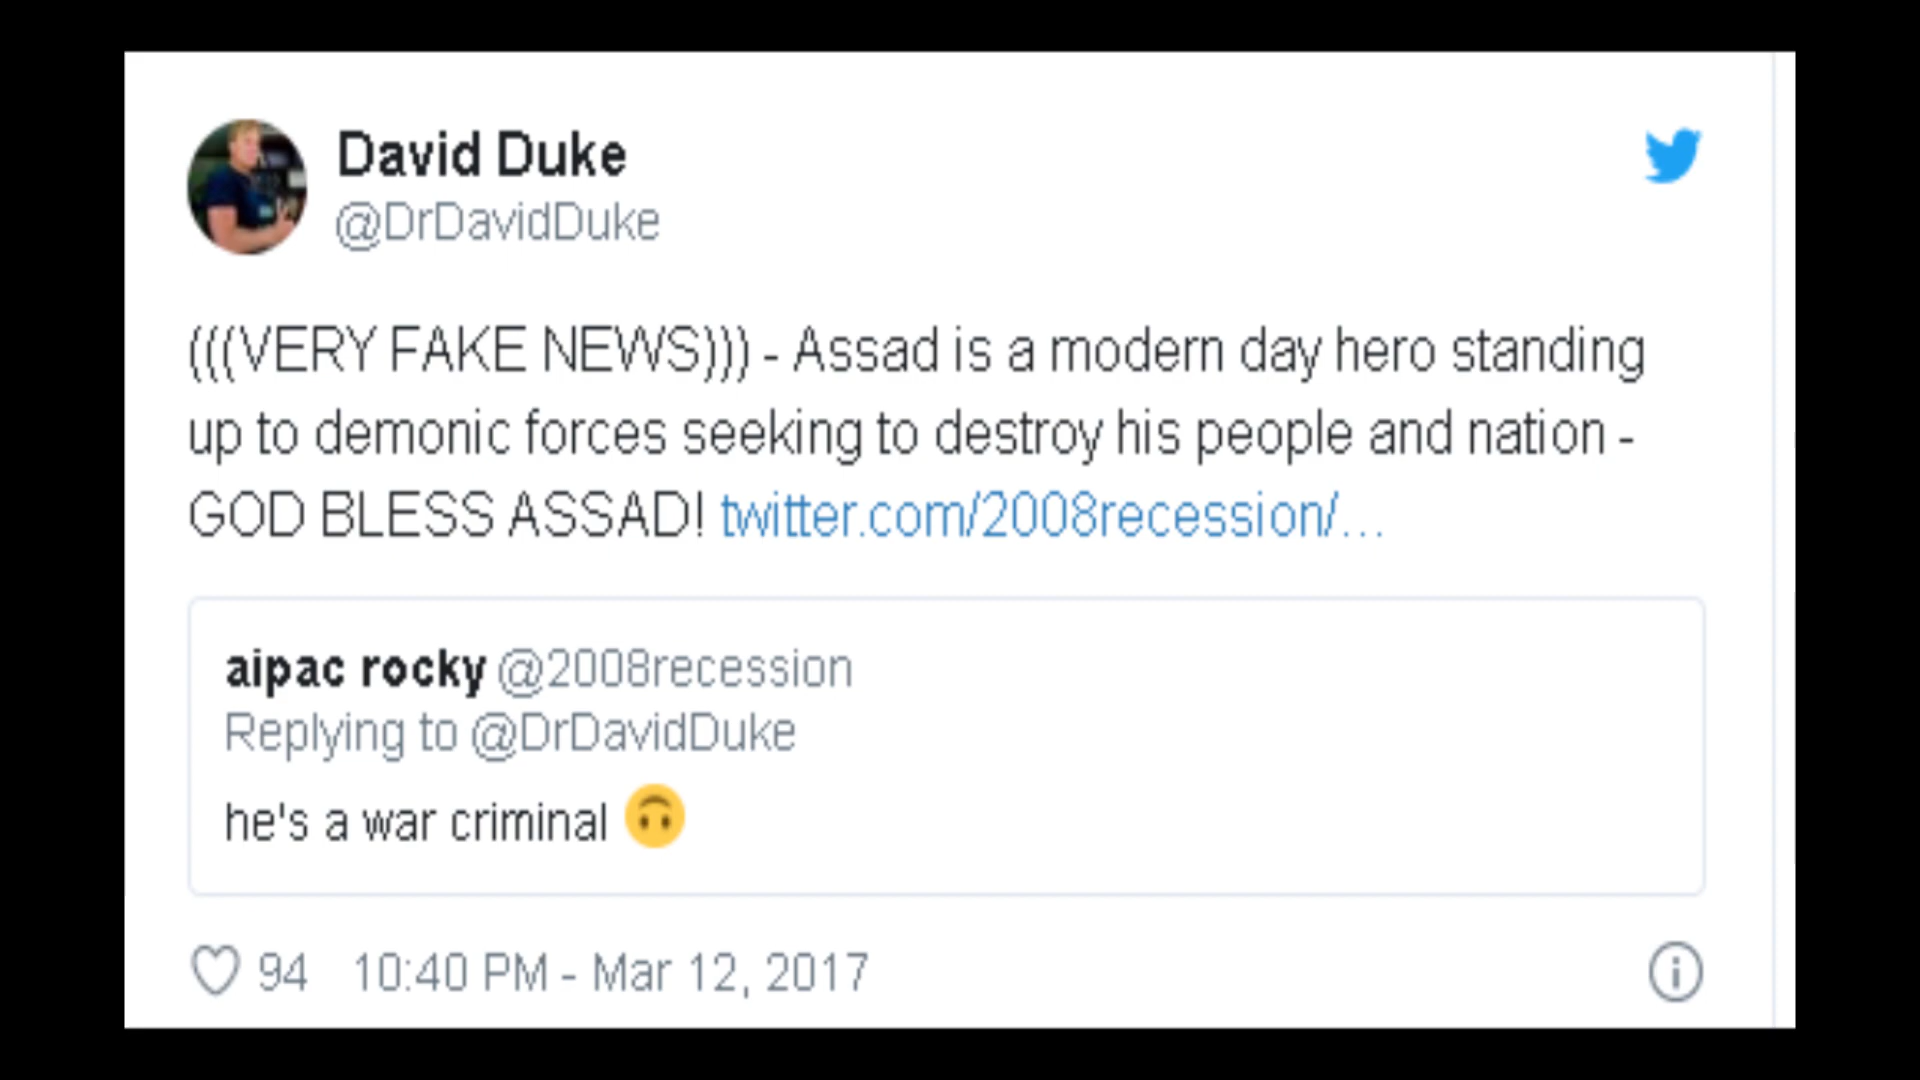 David Duke
@DrDavidDuke
(((VERY FAKE NEWS))) - Assad is a modern day hero standing
up to demonic forces seeking to destroy his people and nation -
GOD BLESS ASSAD! twitter.com/2008recession/...
aipac rocky @2008recession
Replying to @DrDavidDuke
he's a war criminal 🙃
94 10:40 PM - Mar 12, 2017